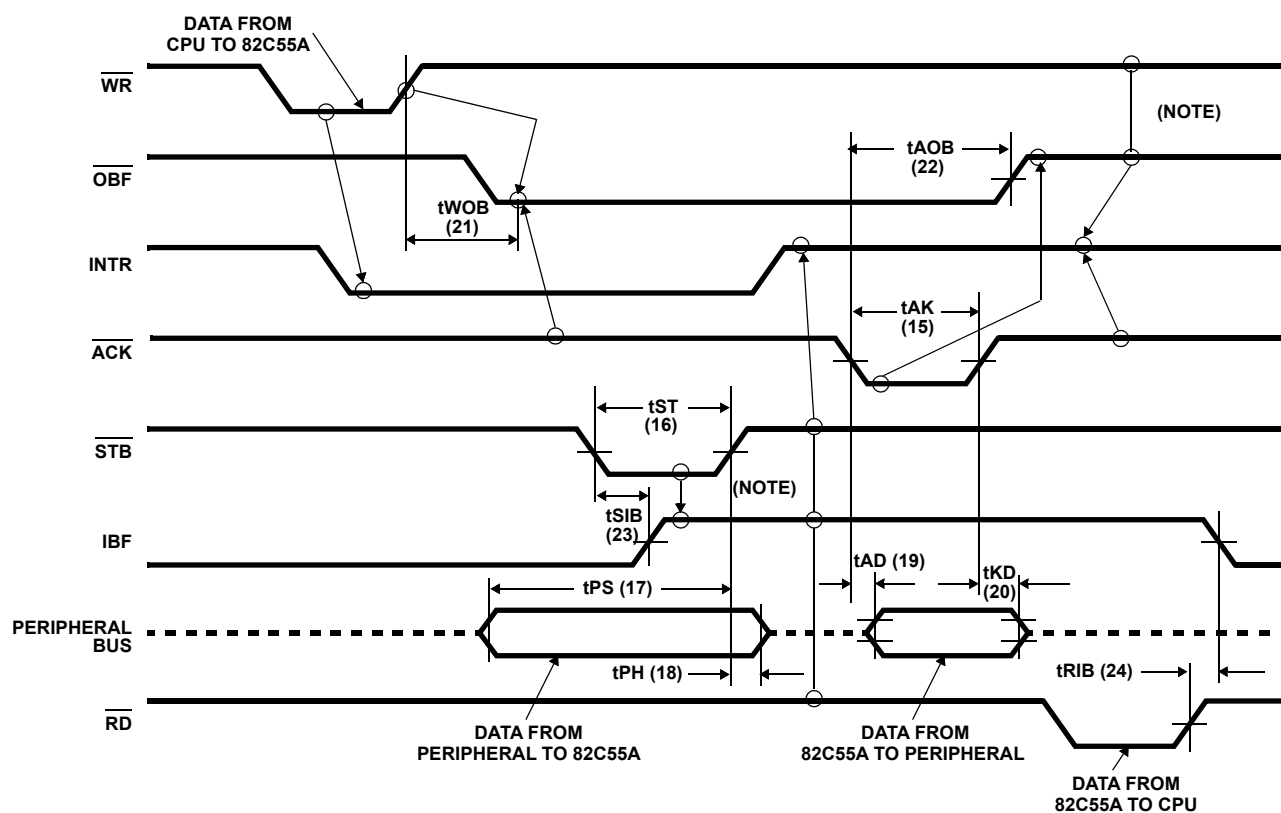 DATA FROM
CPU TO 82C55A
WR
(NOTE)
tAOB
(22)
OBF
tWOB
(21)
INTR
tAK
(15)
ACK
tST
(16)
STB
(NOTE)
tSIB
(23)
IBF
tAD (19)
tKD
(20)
tPS (17)
PERIPHERAL
BUS
tPH (18)
tRIB (24)
RD
DATA FROM
PERIPHERAL TO 82C55A
DATA FROM
82C55A TO PERIPHERAL
DATA FROM
82C55A TO CPU